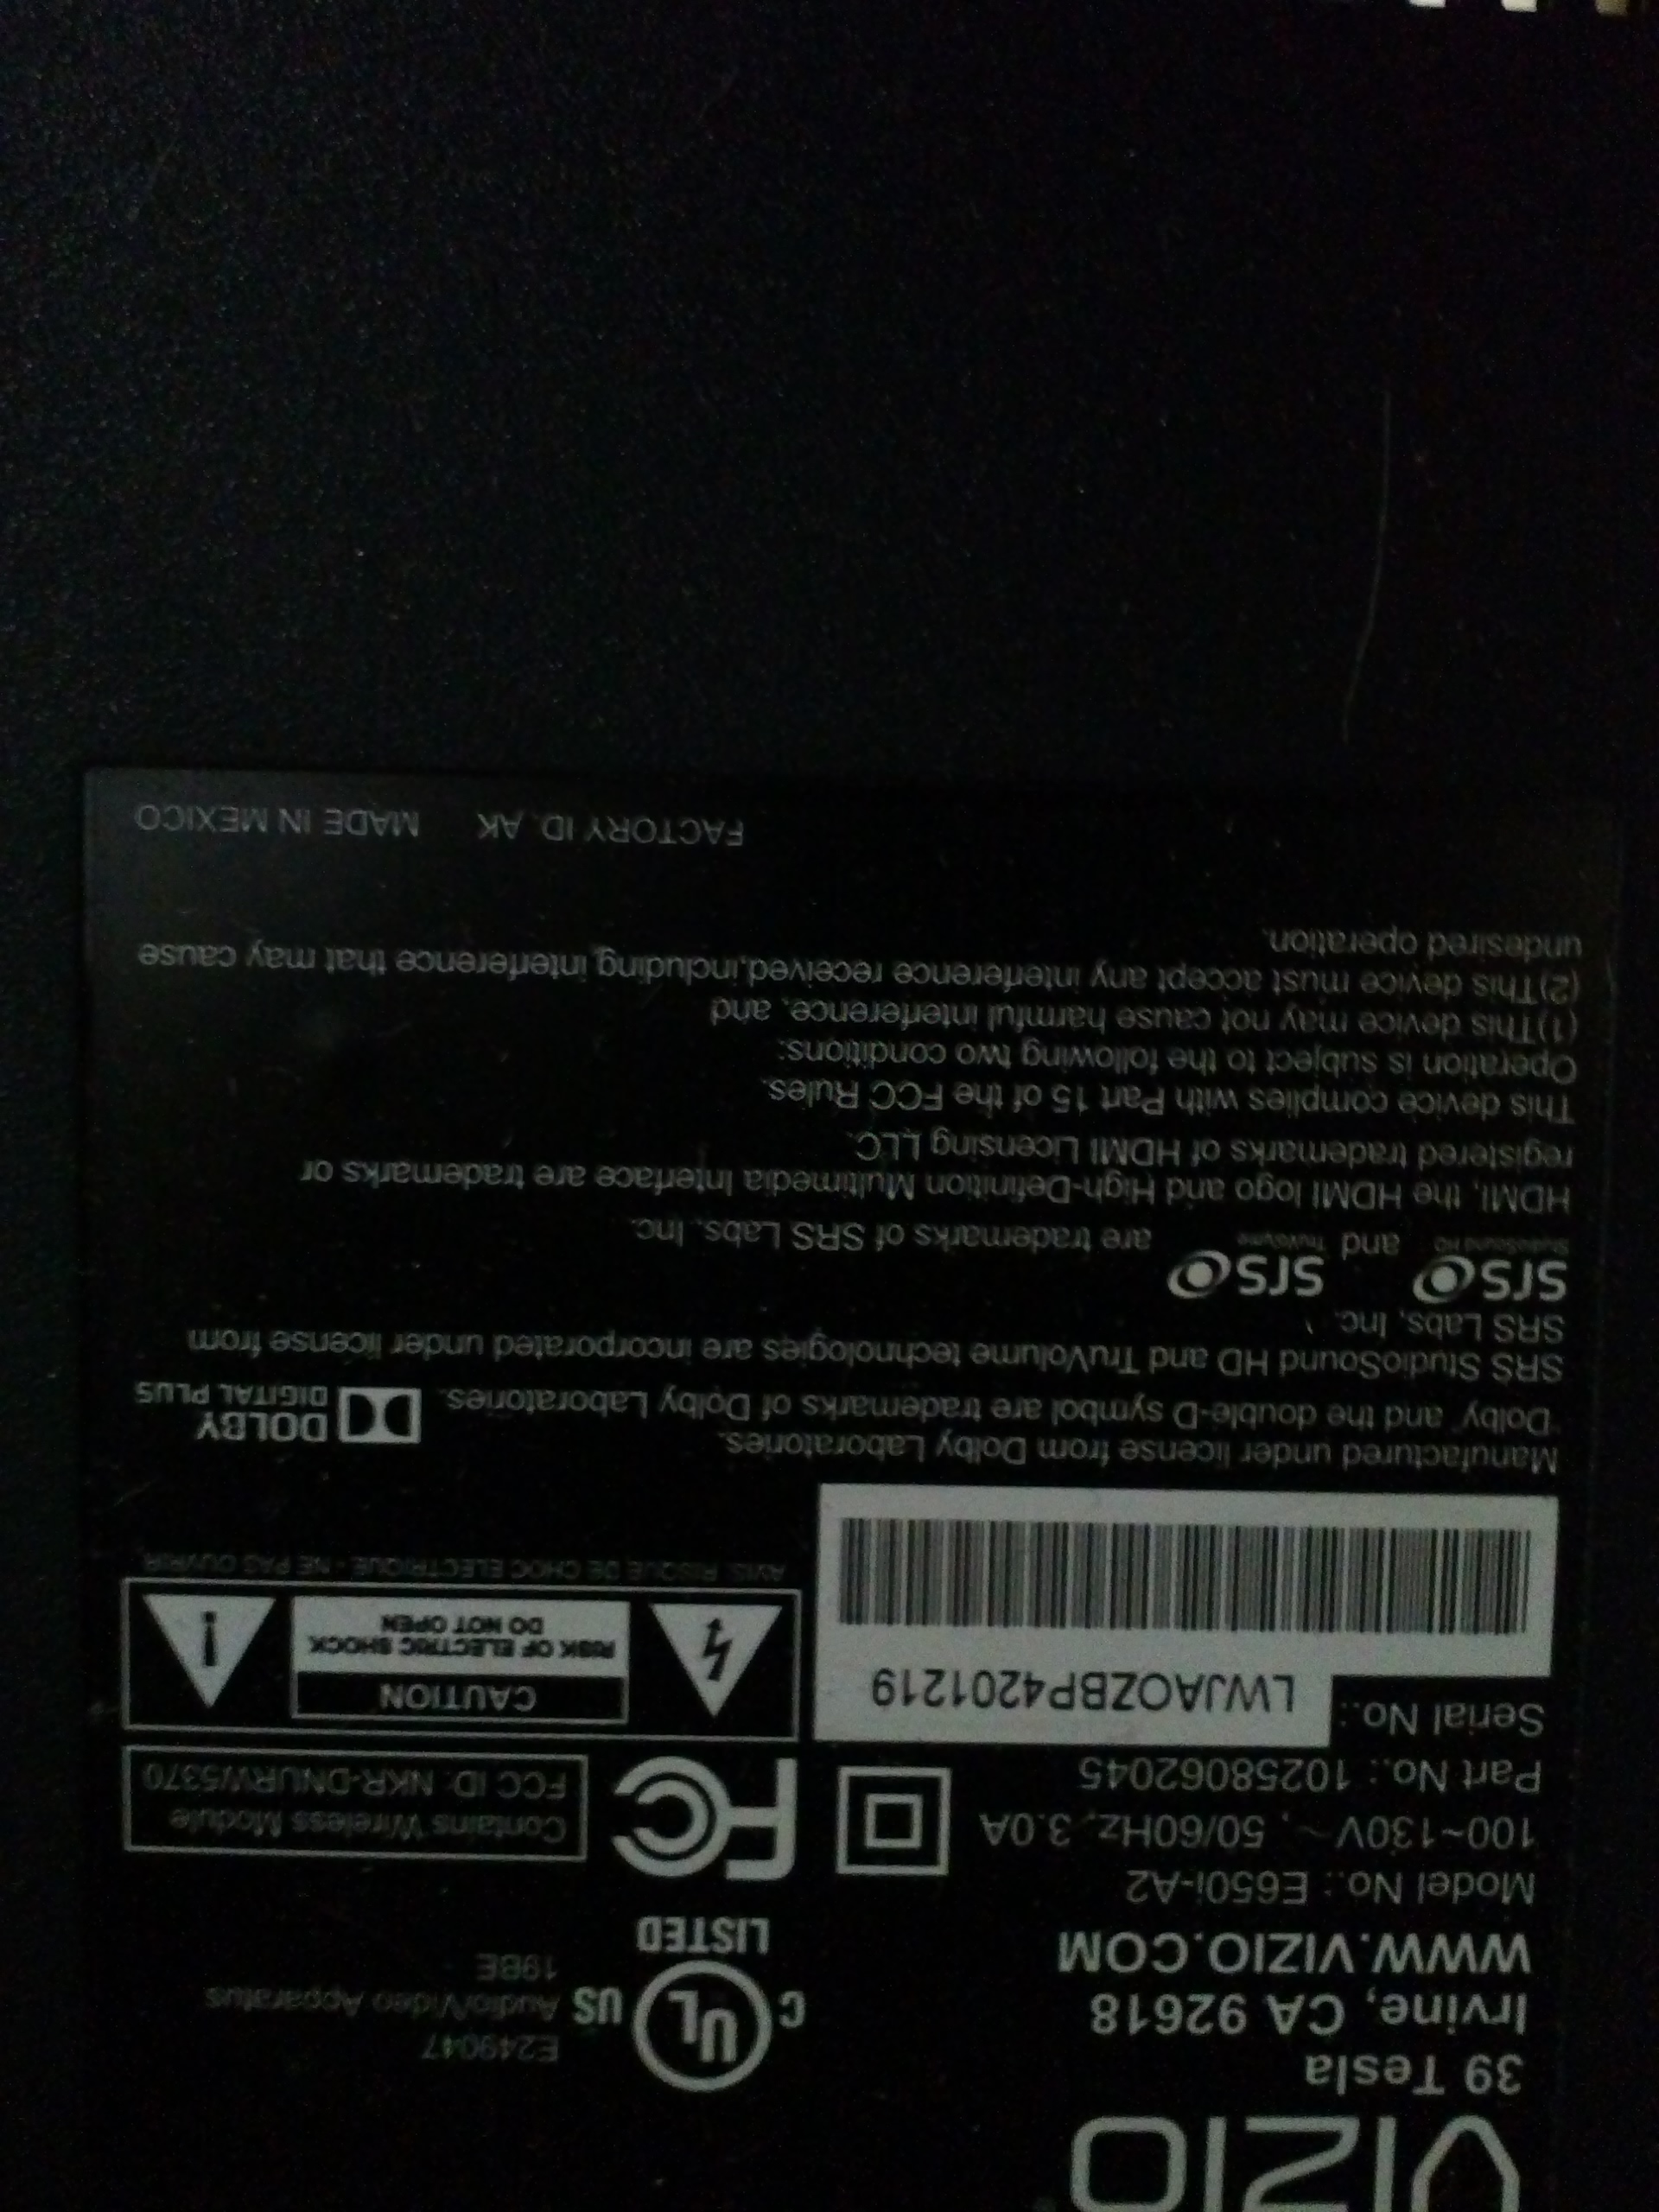 VIZIO
39 Tesla
Irvine, CA 92618
WWW.VIZIO.COM
Model No.: E650i-A2
100~130V ~, 50/60Hz, 3.0A
Part No.: 10258062045
Serial No.:
LWJAOZBP4201219
C UL US
LISTED
E249047
Audio/Video Apparatus
19BE
FC
Contains Wireless Module
FCC ID: NKR-DNURW5370
CAUTION
RISK OF ELECTRIC SHOCK
DO NOT OPEN
AVIS: RISQUE DE CHOC ELECTRIQUE - NE PAS OUVRIR.
Manufactured under license from Dolby Laboratories.
"Dolby" and the double-D symbol are trademarks of Dolby Laboratories.
DOLBY
DIGITAL PLUS
SRS StudioSound HD and TruVolume technologies are incorporated under license from
SRS Labs, Inc.
SRS StudioSound HD and SRS TruVolume are trademarks of SRS Labs, Inc.
HDMI, the HDMI logo and High-Definition Multimedia Interface are trademarks or
registered trademarks of HDMI Licensing LLC.
This device complies with Part 15 of the FCC Rules.
Operation is subject to the following two conditions:
(1)This device may not cause harmful interference, and
(2)This device must accept any interference received,including interference that may cause
undesired operation.
FACTORY ID. AK MADE IN MEXICO